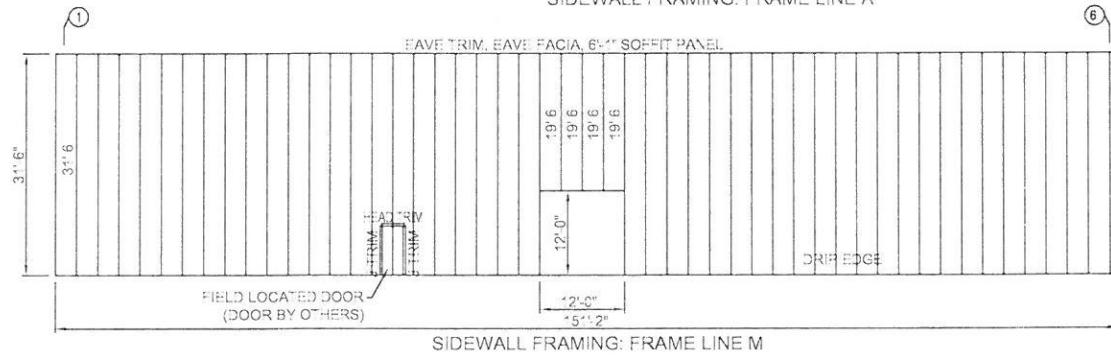 SIDEWALL FRAMING: FRAME LINE A
1
6
EAVE TRIM, EAVE FACIA, 6'-1" SOFFIT PANEL
31' 6"
31' 6
19' 6
19' 6
19' 6
19' 6
12'-0"
HEAD TRIM
J TRIM
J TRIM
DRIP EDGE
FIELD LOCATED DOOR
(DOOR BY OTHERS)
12'-0"
151'-2"
SIDEWALL FRAMING: FRAME LINE M